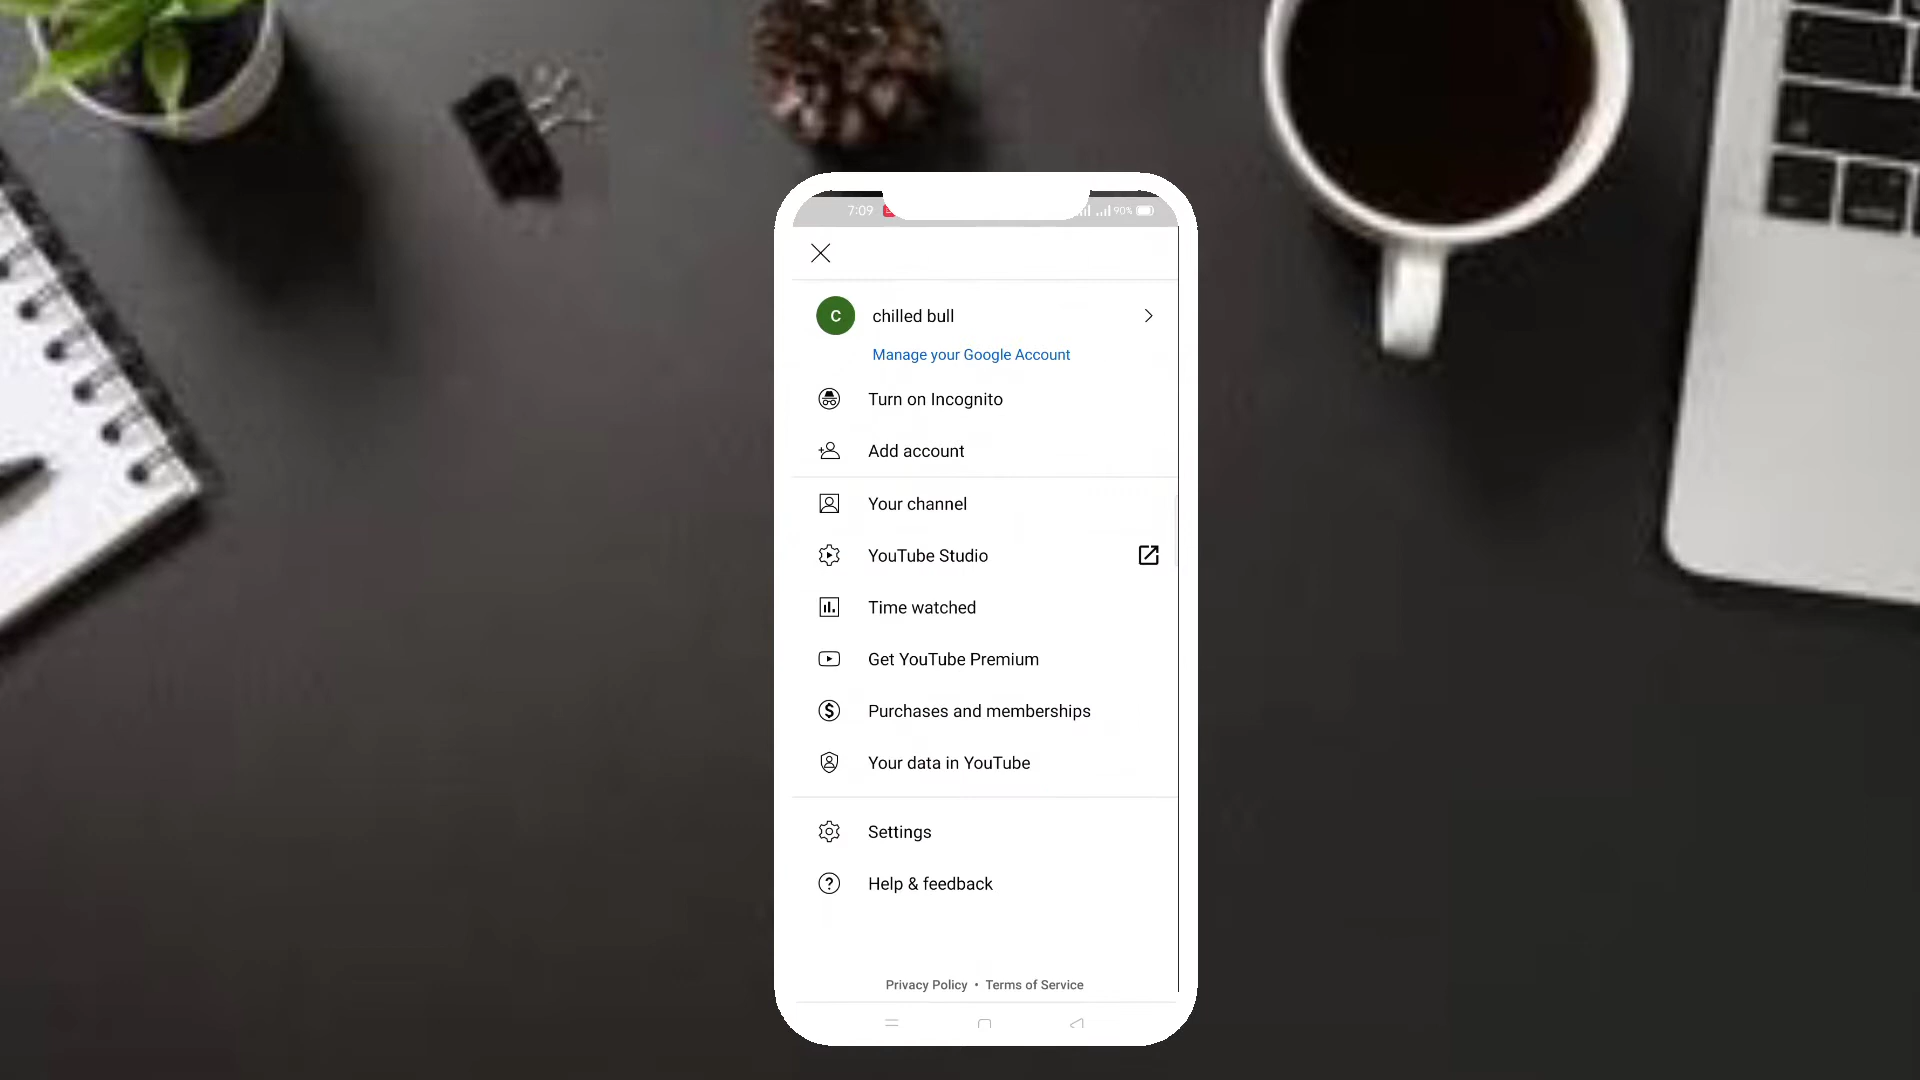 7:09 90%
C chilled bull
Manage your Google Account
Turn on Incognito
Add account
Your channel
YouTube Studio
Time watched
Get YouTube Premium
Purchases and memberships
Your data in YouTube
Settings
Help & feedback
Privacy Policy • Terms of Service